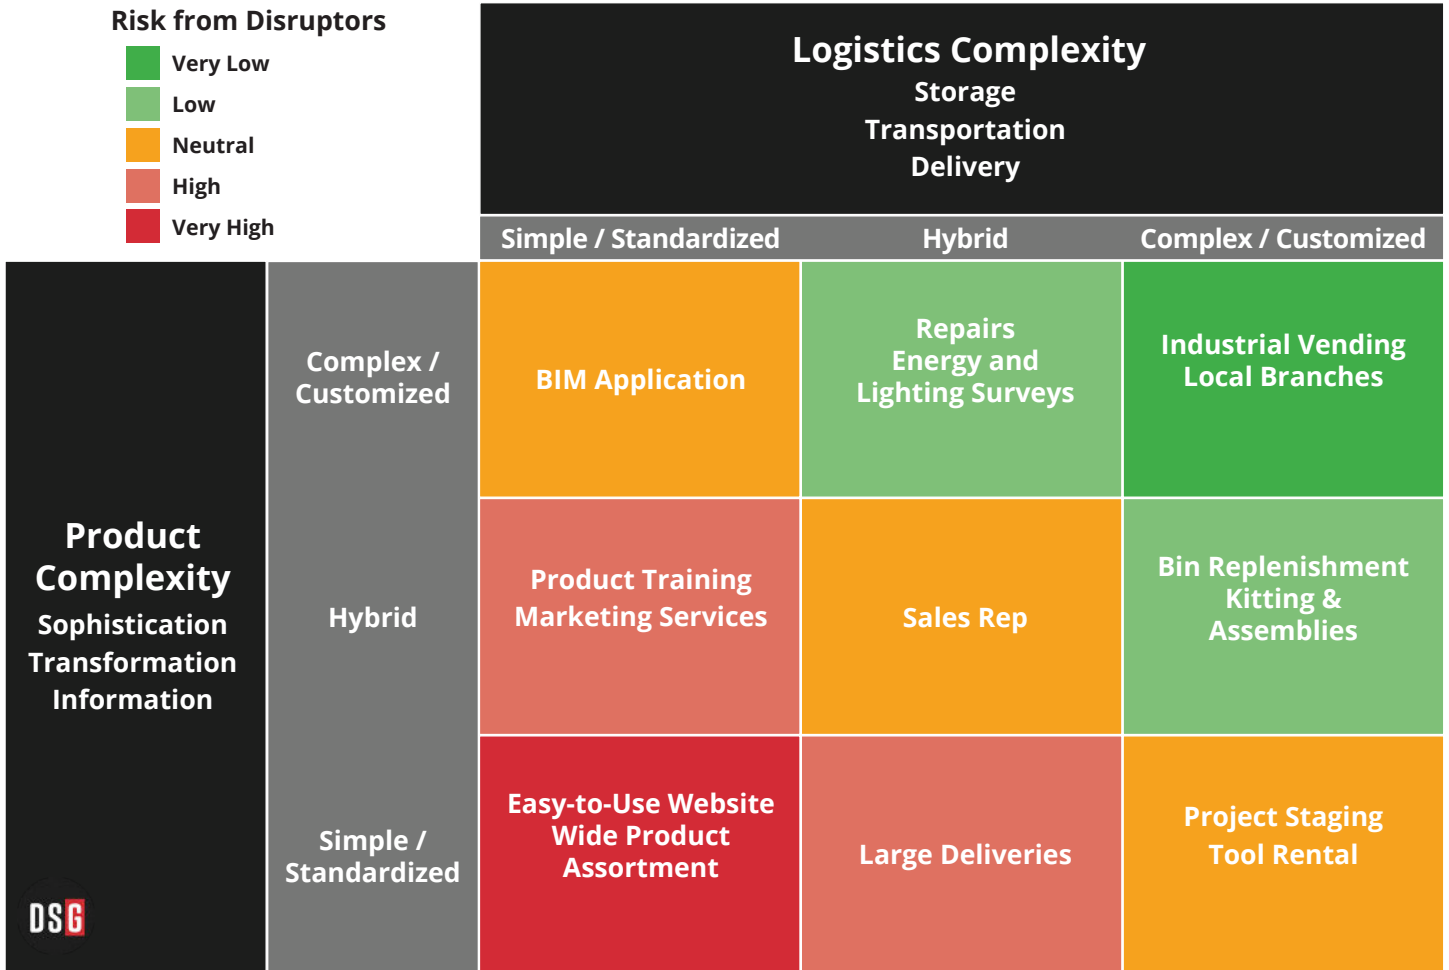 Risk from Disruptors
Very Low
Low
Neutral
High
Very High
Logistics Complexity
Storage
Transportation
Delivery
Simple / Standardized
Hybrid
Complex / Customized
Product
Complexity
Sophistication
Transformation
Information
Complex /
Customized
BIM Application
Repairs
Energy and
Lighting Surveys
Industrial Vending
Local Branches
Hybrid
Product Training
Marketing Services
Sales Rep
Bin Replenishment
Kitting &
Assemblies
Simple /
Standardized
Easy-to-Use Website
Wide Product
Assortment
Large Deliveries
Project Staging
Tool Rental
DSG